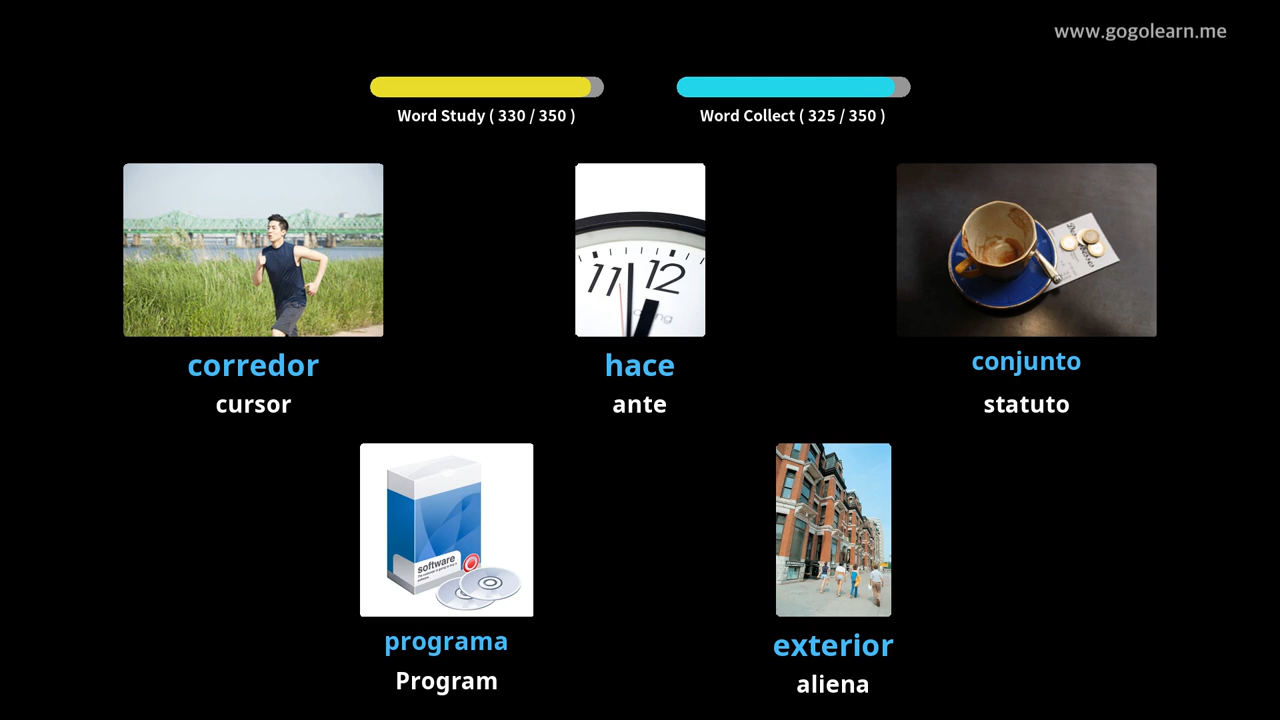 www.gogolearn.me
Word Study ( 330 / 350 )
Word Collect ( 325 / 350 )
11 12
corredor
cursor
hace
ante
conjunto
statuto
software
programa
Program
exterior
aliena